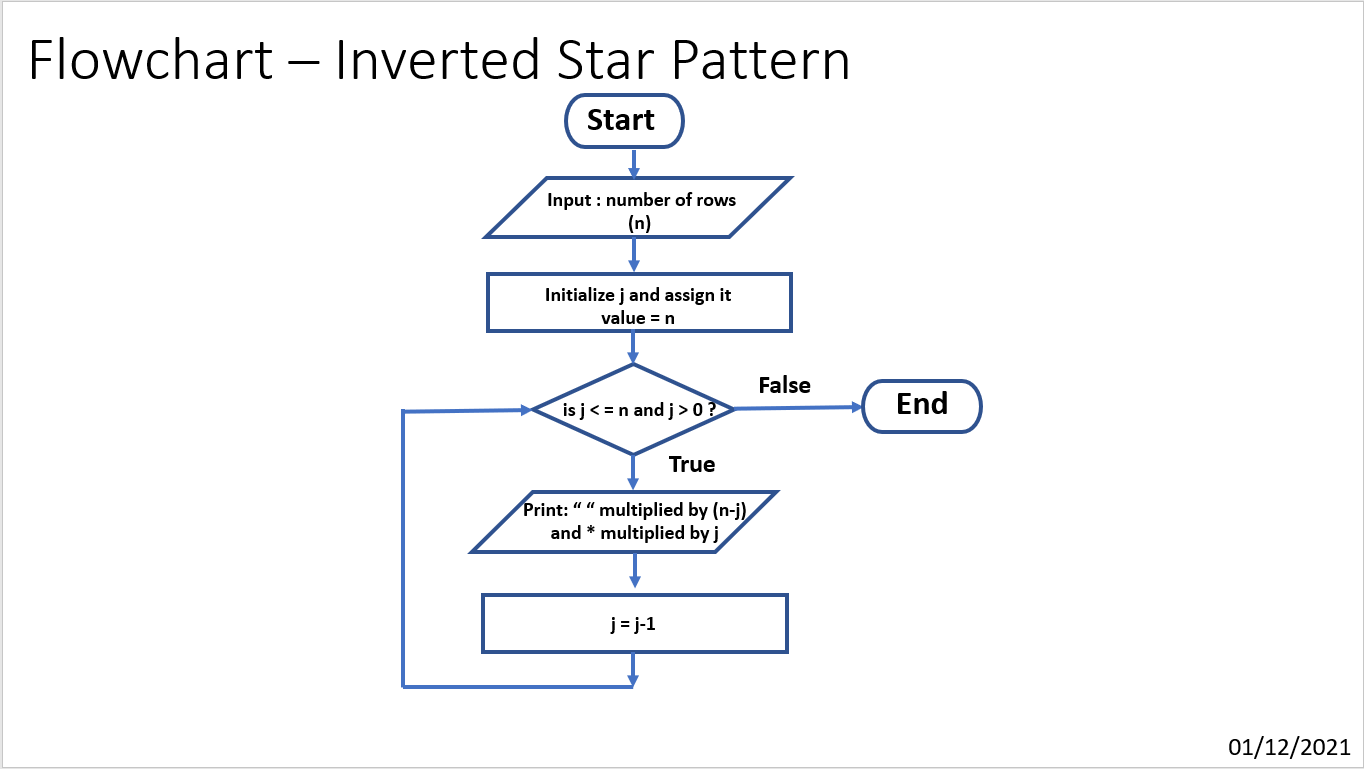 Flowchart – Inverted Star Pattern
Start
Input : number of rows
(n)
Initialize j and assign it
value = n
is j < = n and j > 0 ?
False
End
True
Print: “ “ multiplied by (n-j)
and * multiplied by j
j = j-1
01/12/2021